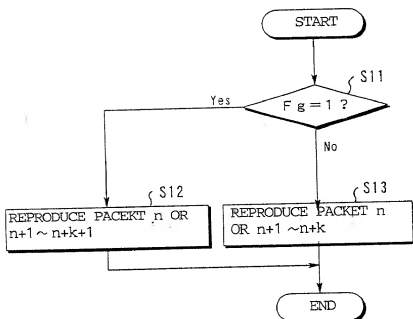 START
S11
Fg=1?
Yes
No
S12
REPRODUCE PACEKT n OR
n+1~n+k+1
S13
REPRODUCE PACKET n
OR n+1 ~n+k
END